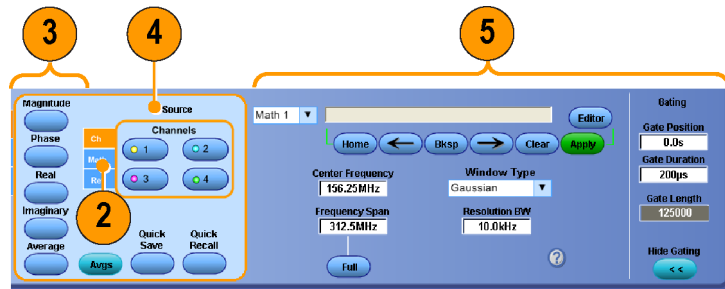 3
4
5
Magnitude
Phase
Real
Imaginary
Average
Source
Ch
Math
2
Channels
1
2
3
4
Avgs
Quick Save
Quick Recall
Math 1
Editor
Home
←
Bksp
→
Clear
Apply
Center Frequency
156.25MHz
Window Type
Gaussian
Frequency Span
312.5MHz
Resolution BW
10.0kHz
Full
?
Gating
Gate Position
0.0s
Gate Duration
200µs
Gate Length
125000
Hide Gating
<<